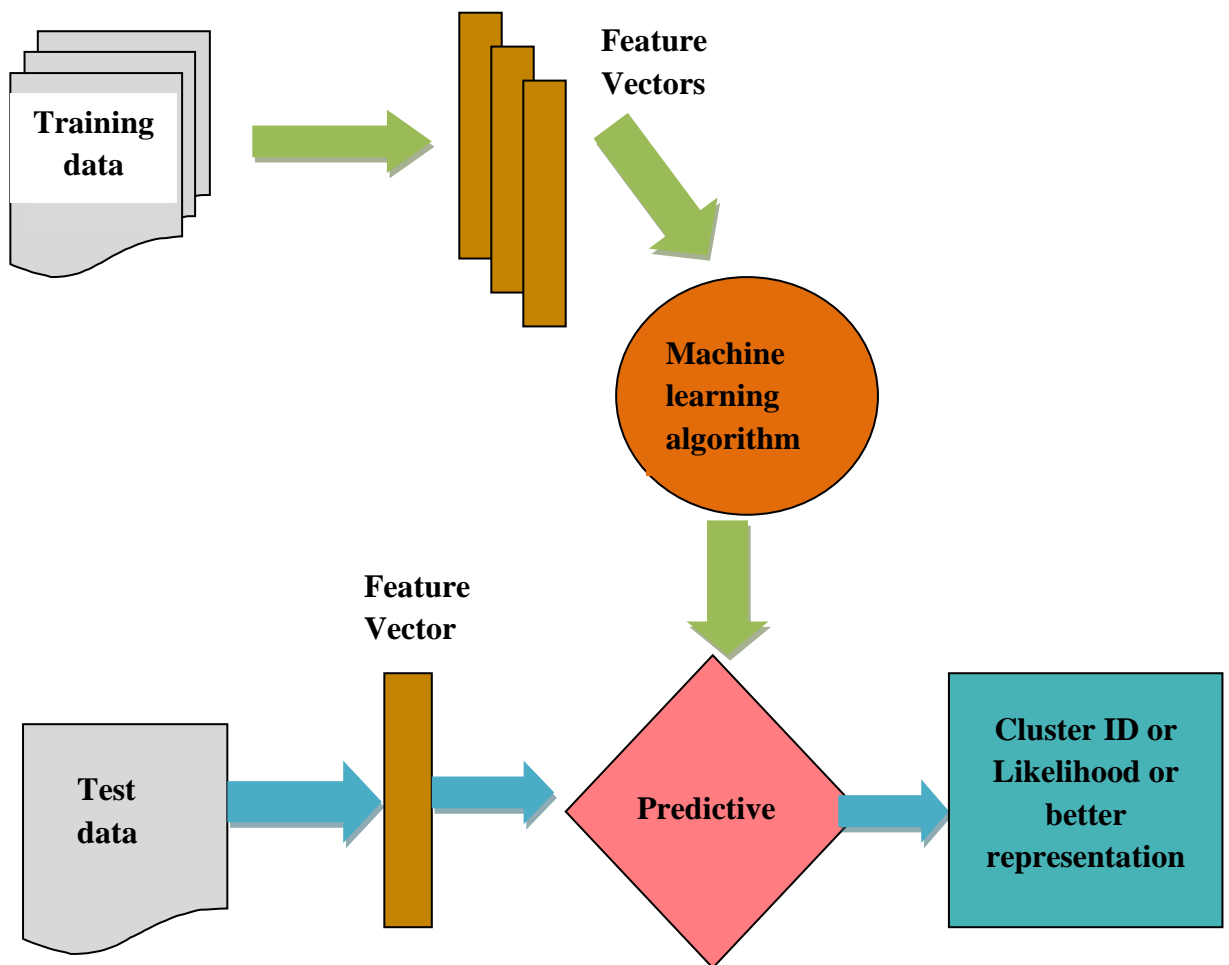 Feature
Vectors
Training
data
Machine
learning
algorithm
Feature
Vector
Test
data
Predictive
Cluster ID or
Likelihood or
better
representation